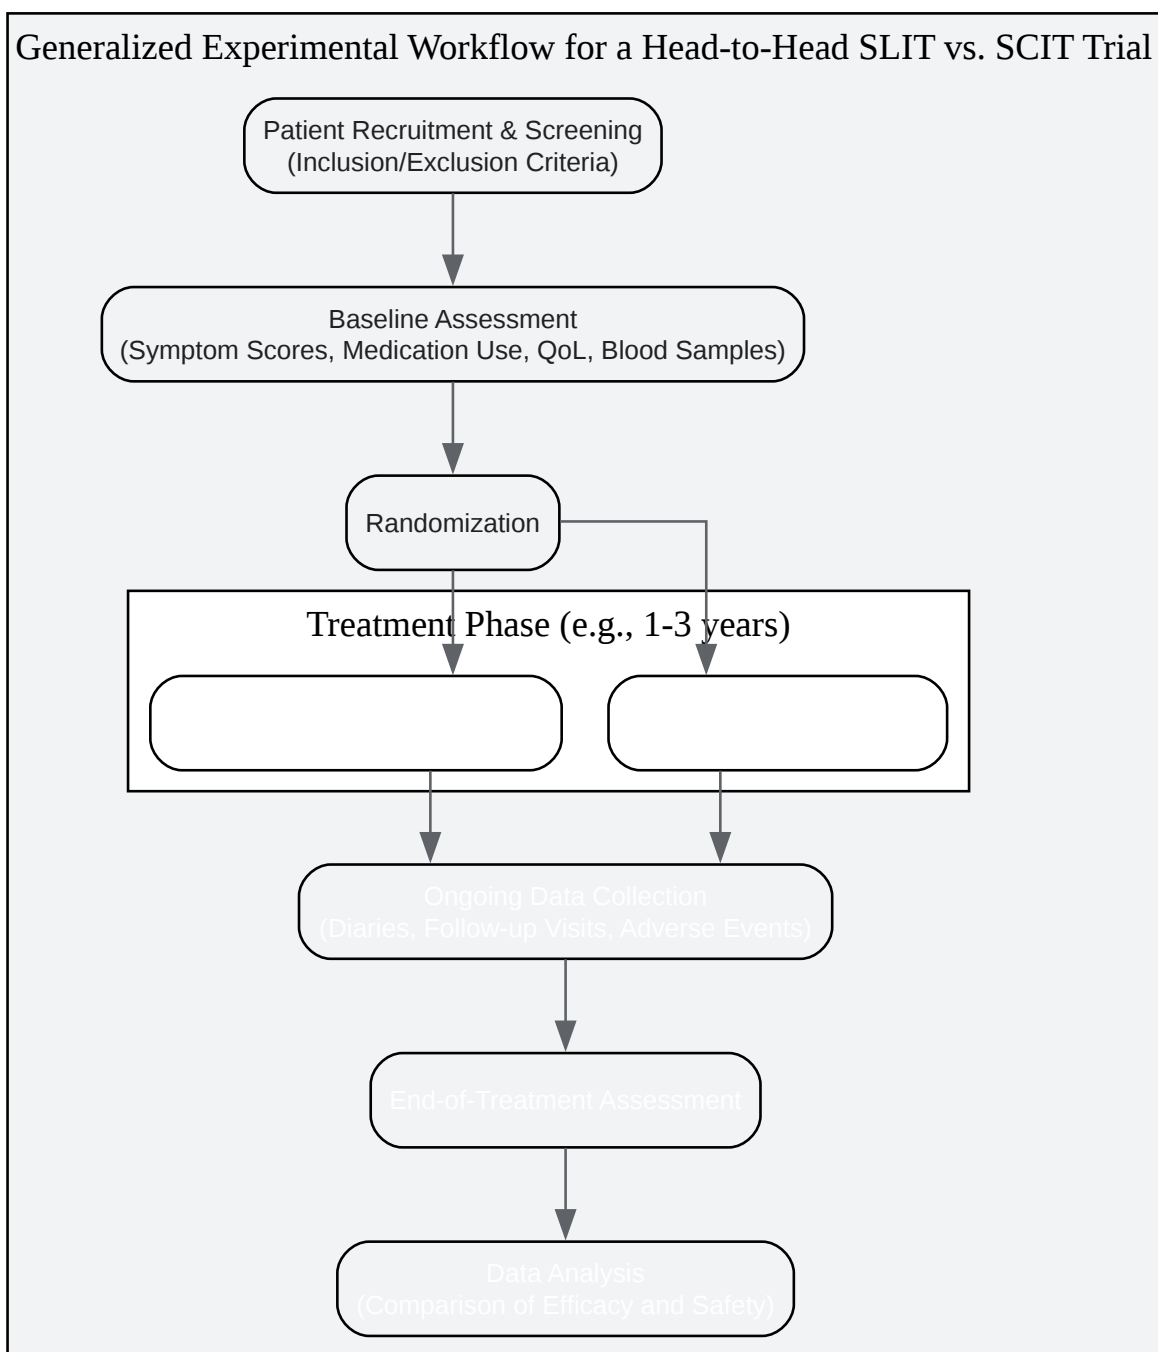 Generalized Experimental Workflow for a Head-to-Head SLIT vs. SCIT Trial
Patient Recruitment & Screening
(Inclusion/Exclusion Criteria)
Baseline Assessment
(Symptom Scores, Medication Use, QoL, Blood Samples)
Randomization
Treatment Phase (e.g., 1-3 years)
Ongoing Data Collection
(Diaries, Follow-up Visits, Adverse Events)
End-of-Treatment Assessment
Data Analysis
(Comparison of Efficacy and Safety)